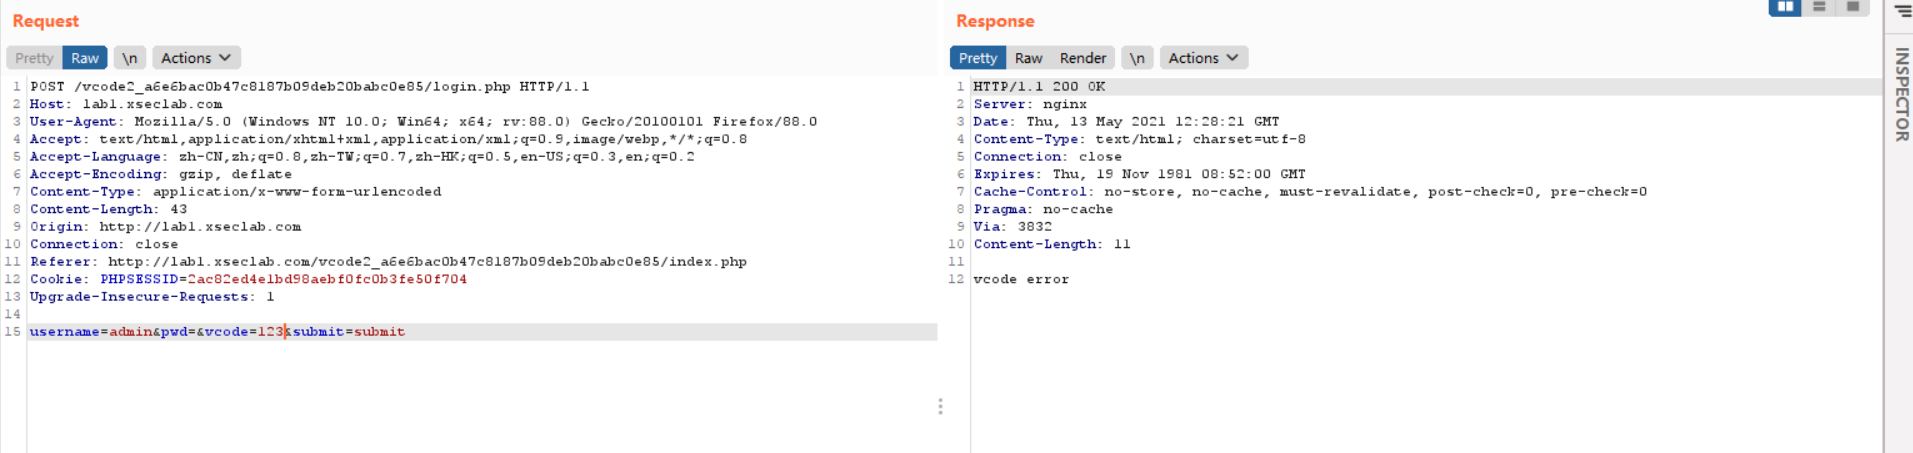 Request
Pretty Raw \n Actions
1 POST /vcode2_a6e6bac0b47c8187b09deb20babc0e85/login.php HTTP/1.1
2 Host: lab1.xseclab.com
3 User-Agent: Mozilla/5.0 (Windows NT 10.0; Win64; x64; rv:88.0) Gecko/20100101 Firefox/88.0
4 Accept: text/html,application/xhtml+xml,application/xml;q=0.9,image/webp,*/*;q=0.8
5 Accept-Language: zh-CN,zh;q=0.8,zh-TW;q=0.7,zh-HK;q=0.5,en-US;q=0.3,en;q=0.2
6 Accept-Encoding: gzip, deflate
7 Content-Type: application/x-www-form-urlencoded
8 Content-Length: 43
9 Origin: http://lab1.xseclab.com
10 Connection: close
11 Referer: http://lab1.xseclab.com/vcode2_a6e6bac0b47c8187b09deb20babc0e85/index.php
12 Cookie: PHPSESSID=2ac82ed4e1bd98aebf0fc0b3fe50f704
13 Upgrade-Insecure-Requests: 1
14
15 username=admin&pwd=&vcode=123&submit=submit
Response
Pretty Raw Render \n Actions
1 HTTP/1.1 200 OK
2 Server: nginx
3 Date: Thu, 13 May 2021 12:28:21 GMT
4 Content-Type: text/html; charset=utf-8
5 Connection: close
6 Expires: Thu, 19 Nov 1981 08:52:00 GMT
7 Cache-Control: no-store, no-cache, must-revalidate, post-check=0, pre-check=0
8 Pragma: no-cache
9 Via: 3832
10 Content-Length: 11
11
12 vcode error
INSPECTOR